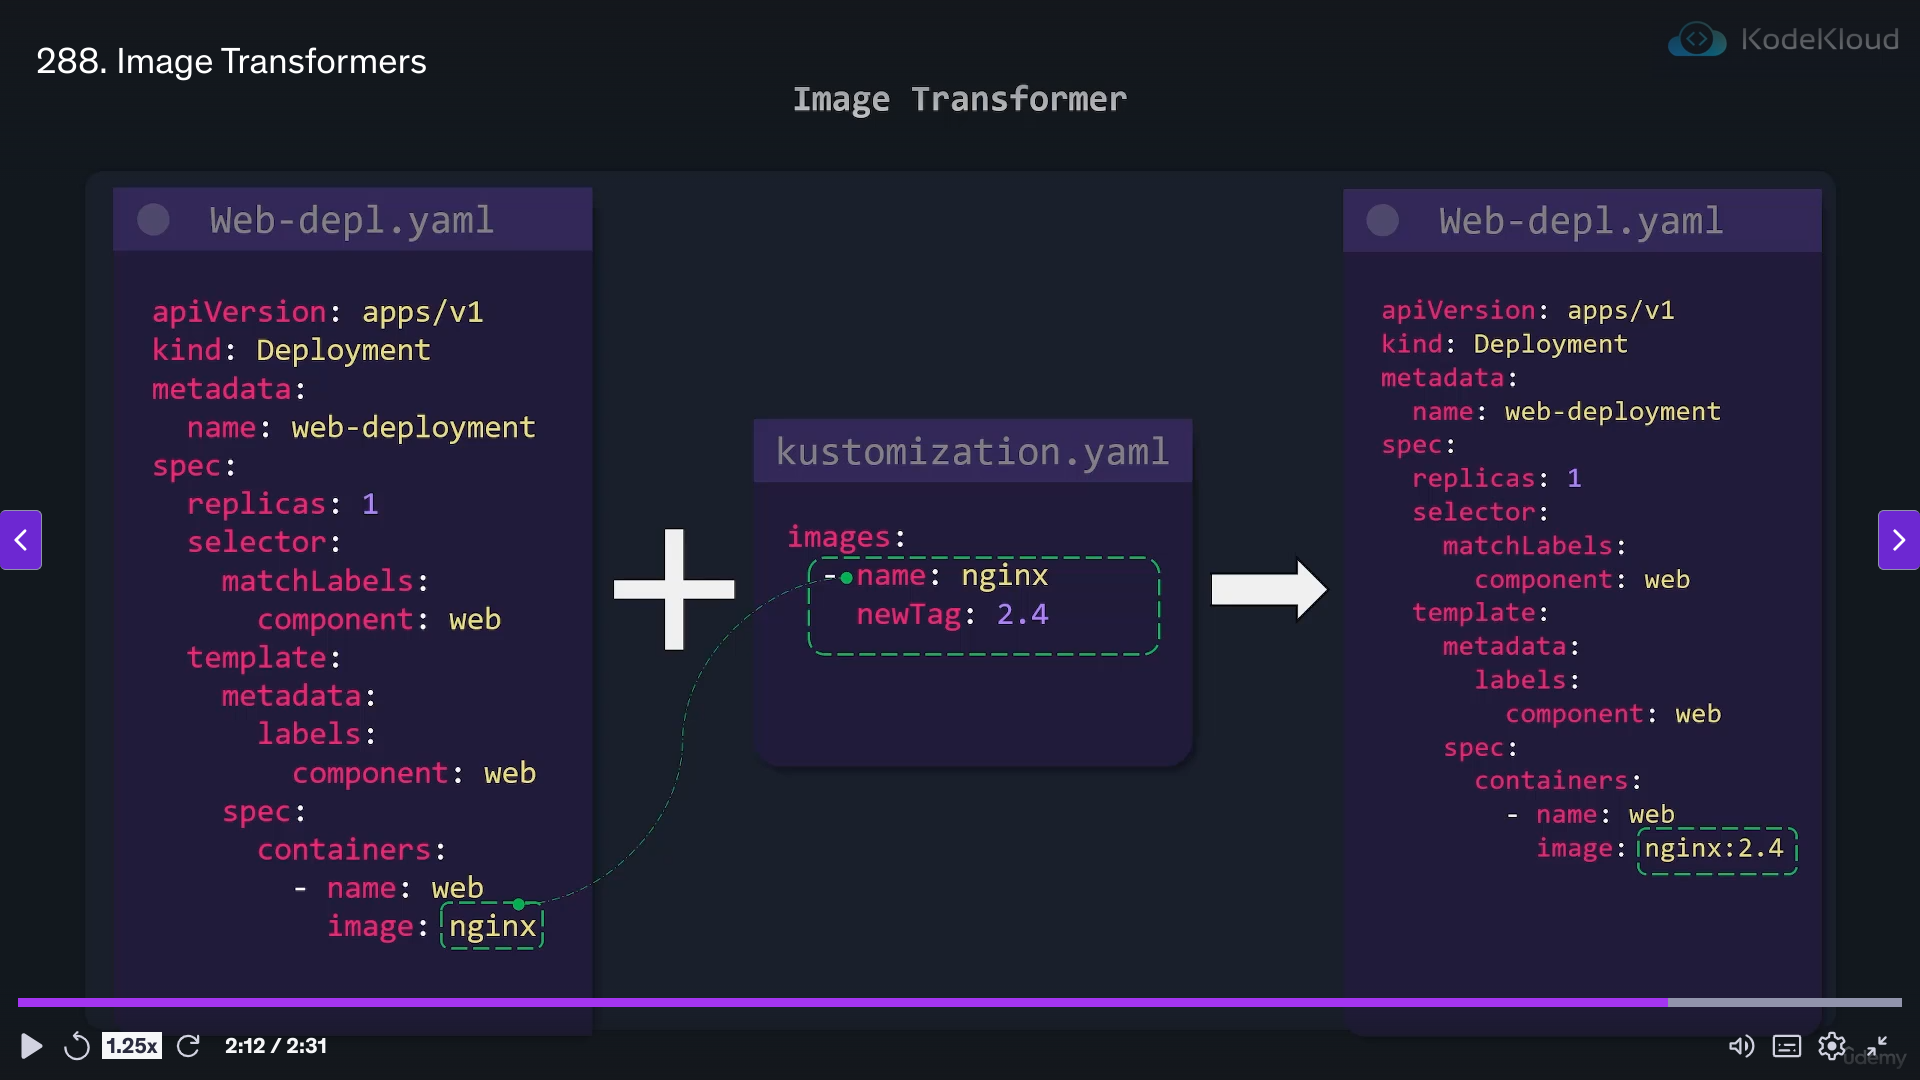 KodeKloud
288. Image Transformers
Image Transformer
Web-depl.yaml
apiVersion: apps/v1
kind: Deployment
metadata:
  name: web-deployment
spec:
  replicas: 1
  selector:
    matchLabels:
      component: web
  template:
    metadata:
      labels:
        component: web
    spec:
      containers:
        - name: web
          image: nginx
kustomization.yaml
images:
  - name: nginx
    newTag: 2.4
Web-depl.yaml
apiVersion: apps/v1
kind: Deployment
metadata:
  name: web-deployment
spec:
  replicas: 1
  selector:
    matchLabels:
      component: web
  template:
    metadata:
      labels:
        component: web
    spec:
      containers:
        - name: web
          image: nginx:2.4
1.25x
2:12 / 2:31
ûdemy